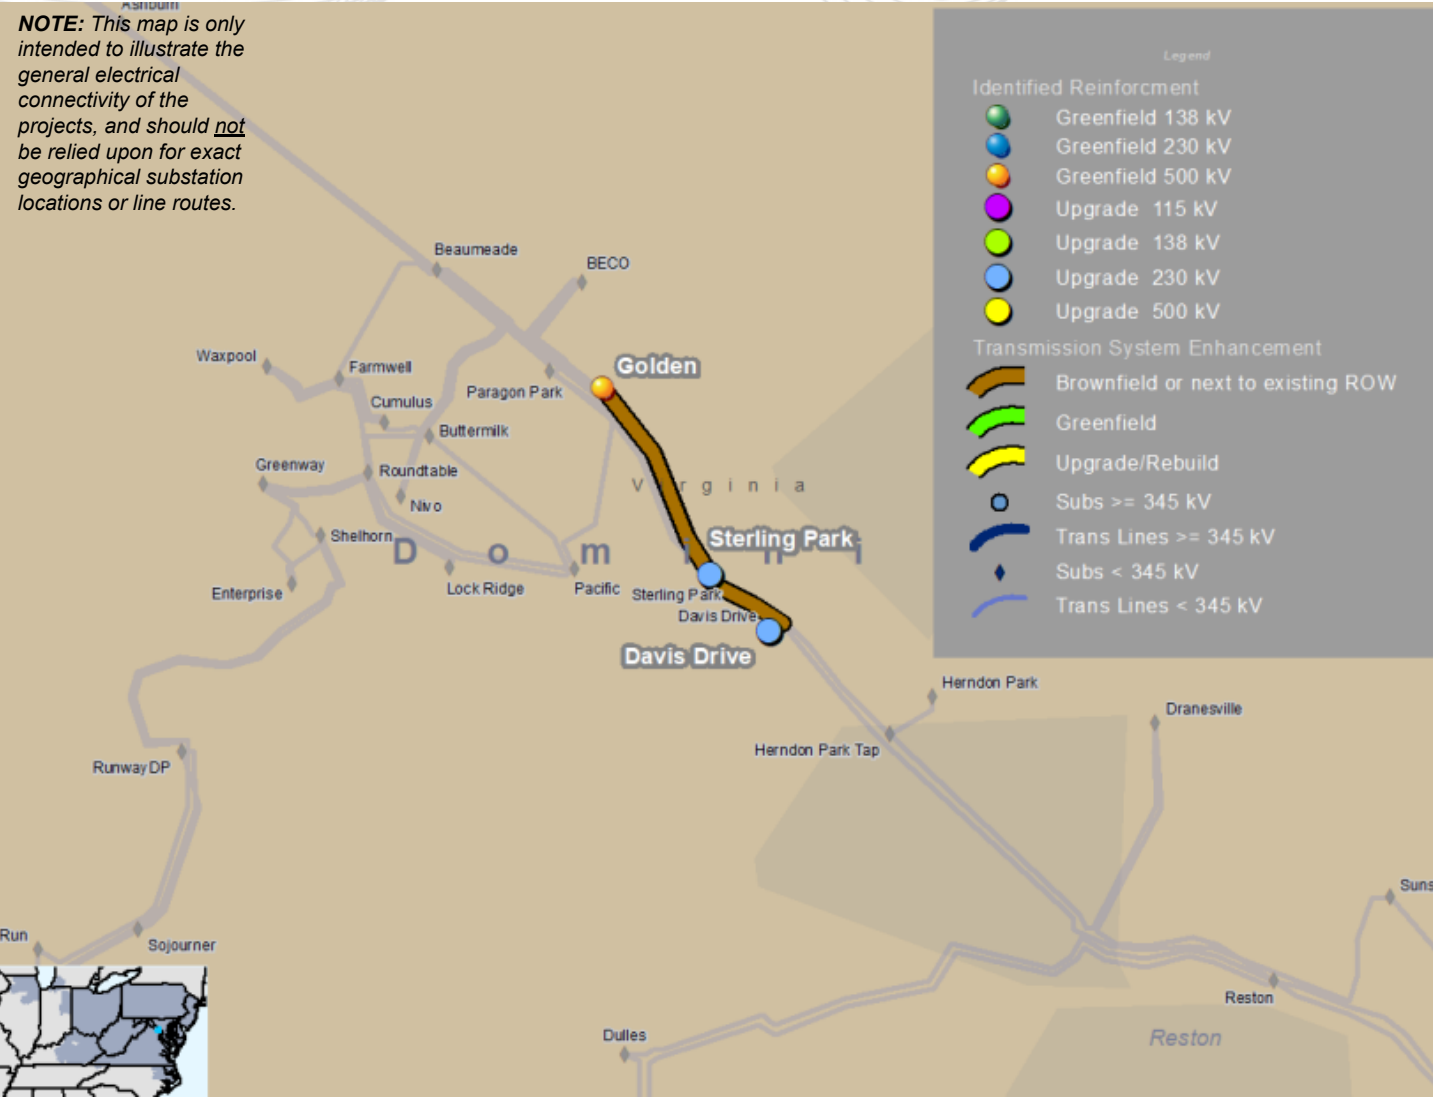 Ashburn
NOTE: This map is only
intended to illustrate the
general electrical
connectivity of the
projects, and should not
be relied upon for exact
geographical substation
locations or line routes.
Legend
Identified Reinforcment
Greenfield 138 kV
Greenfield 230 kV
Greenfield 500 kV
Upgrade 115 kV
Upgrade 138 kV
Upgrade 230 kV
Upgrade 500 kV
Transmission System Enhancement
Brownfield or next to existing ROW
Greenfield
Upgrade/Rebuild
Subs >= 345 kV
Trans Lines >= 345 kV
Subs < 345 kV
Trans Lines < 345 kV
Beaumeade
BECO
Waxpool
Farmwell
Golden
Paragon Park
Cumulus
Buttermilk
Greenway
Roundtable
Virginia
Nivo
Shelhorn
Sterling Park
D o m i n i
Lock Ridge
Pacific
Sterling Park
Enterprise
Davis Drive
Davis Drive
Herndon Park
Dranesville
Herndon Park Tap
Runway DP
Suns
Run
Sojourner
Reston
Dulles
Reston